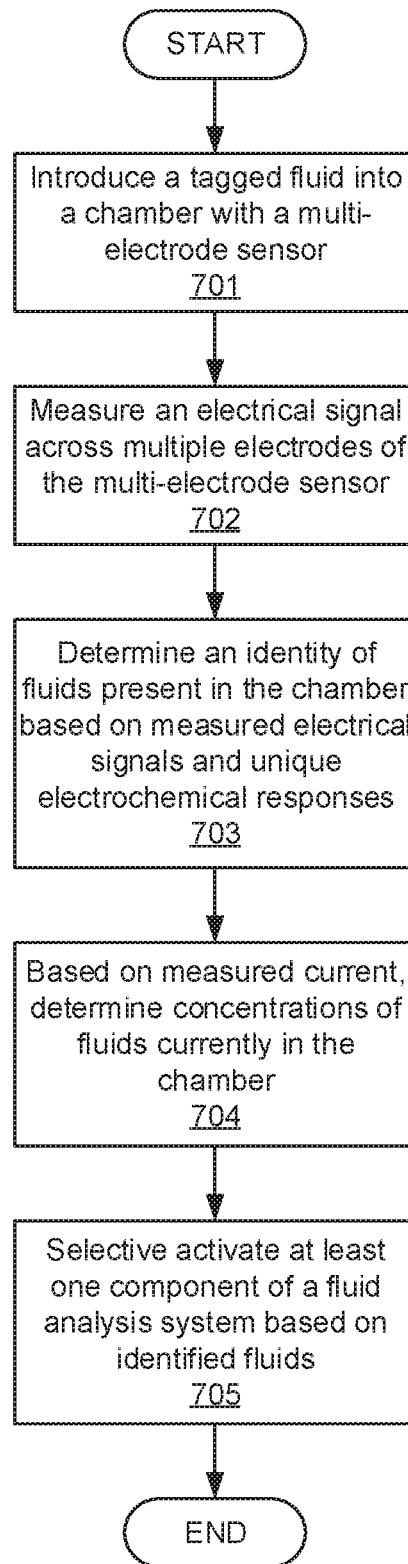 START
Introduce a tagged fluid into
a chamber with a multi-
electrode sensor
701
Measure an electrical signal
across multiple electrodes of
the multi-electrode sensor
702
Determine an identity of
fluids present in the chamber
based on measured electrical
signals and unique
electrochemical responses
703
Based on measured current,
determine concentrations of
fluids currently in the
chamber
704
Selective activate at least
one component of a fluid
analysis system based on
identified fluids
705
END